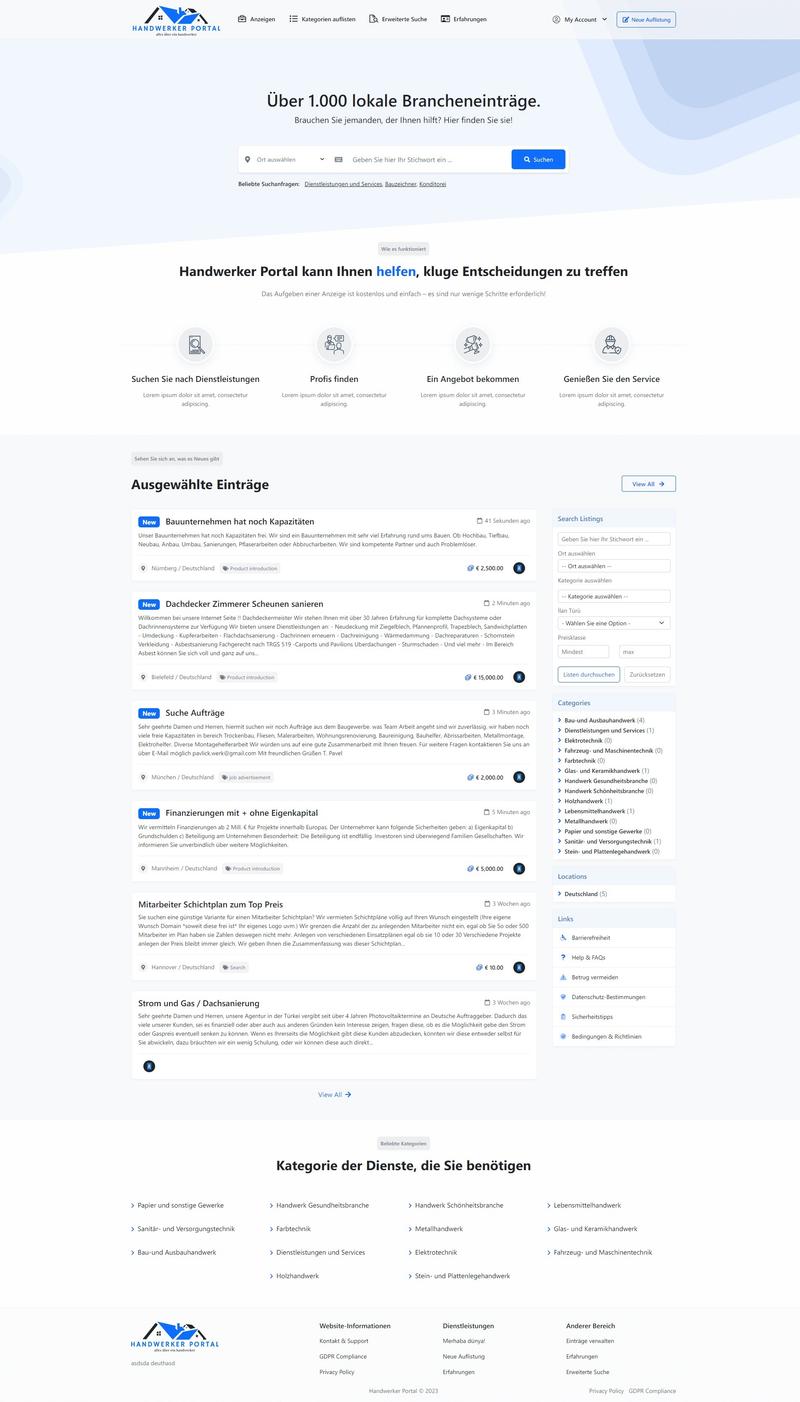 HANDWERKER PORTAL
alles über ein handwerker
Anzeigen
Kategorien auflisten
Erweiterte Suche
Erfahrungen
My Account
Neue Auflistung
Über 1.000 lokale Brancheneinträge.
Brauchen Sie jemanden, der Ihnen hilft? Hier finden Sie sie!
Ort auswählen
Geben Sie hier Ihr Stichwort ein ...
Suchen
Beliebte Suchanfragen: Dienstleistungen und Services, Bauzeichner, Konditorei
Wie es funktioniert
Handwerker Portal kann Ihnen helfen, kluge Entscheidungen zu treffen
Das Aufgeben einer Anzeige ist kostenlos und einfach – es sind nur wenige Schritte erforderlich!
Suchen Sie nach Dienstleistungen
Lorem ipsum dolor sit amet, consectetur
adipiscing.
Profis finden
Lorem ipsum dolor sit amet, consectetur
adipiscing.
Ein Angebot bekommen
Lorem ipsum dolor sit amet, consectetur
adipiscing.
Genießen Sie den Service
Lorem ipsum dolor sit amet, consectetur
adipiscing.
Sehen Sie sich an, was es Neues gibt
Ausgewählte Einträge
View All
New Bauunternehmen hat noch Kapazitäten
41 Sekunden ago
Unser Bauunternehmen hat noch Kapazitäten frei. Wir sind ein Bauunternehmen mit sehr viel Erfahrung rund ums Bauen. Ob Hochbau, Tiefbau,
Neubau, Anbau, Umbau, Sanierungen, Pflaserarbeiten oder Abbrucharbeiten. Wir sind kompetente Partner und auch Problemlöser.
Nürnberg / Deutschland
Product introduction
€ 2,500.00
New Dachdecker Zimmerer Scheunen sanieren
2 Minuten ago
Willkommen bei unsere Internet Seite !! Dachdeckermeister Wir stehen Ihnen mit über 30 Jahren Erfahrung für komplette Dachsysteme oder
Dachrinnensysteme zur Verfügung Wir bieten unsere Dienstleistungen an: - Neudeckung mit Ziegelblech, Pfannenprofil, Trapezblech, Sandwichplatten
- Umdeckung - Kupferarbeiten - Flachdachsanierung - Dachrinnen erneuern - Dachreinigung - Wärmedammung - Dachreparaturen - Schornstein
Verkleidung - Asbestsanierung Fachgerecht nach TRGS 519 -Carports und Pavilions Überdachungen - Sturmschaden - Und viel mehr - Im Bereich
Asbest können Sie sich voll und ganz auf uns...
Bielefeld / Deutschland
Product introduction
€ 15,000.00
New Suche Aufträge
3 Minuten ago
Sehr geehrte Damen und Herren, hiermit suchen wir noch Aufträge aus dem Baugewerbe. was Team Arbeit angeht sind wir zuverlässig. wir haben noch
viele freie Kapazitäten in bereich Trockenbau, Fliesen, Malerarbeiten, Wohnungsrenovierung, Baureinigung, Bauhelfer, Abrissarbeiten, Metallmontage,
Elektrohelfer. Diverse Montagehelferarbeit Wir würden uns auf eine gute Zusammenarbeit mit Ihnen freuen. Für weitere Fragen kontaktieren Sie uns an
über E-Mail möglich pavlick.werk@gmail.com Mit freundlichen Grüßen T. Pavel
München / Deutschland
job advertisement
€ 2,000.00
New Finanzierungen mit + ohne Eigenkapital
5 Minuten ago
Wir vermitteln Finanzierungen ab 2 Mill. € für Projekte innerhalb Europas. Der Unternehmer kann folgende Sicherheiten geben: a) Eigenkapital b)
Grundschulden c) Beteiligung am Unternehmen Besonderheit: Die Beteiligung ist endfällig. Investoren sind überwiegend Familien Gesellschaften. Wir
informieren Sie unverbindlich über weitere Möglichkeiten.
Mannheim / Deutschland
Product introduction
€ 5,000.00
Mitarbeiter Schichtplan zum Top Preis
3 Wochen ago
Sie suchen eine günstige Variante für einen Mitarbeiter Schichtplan? Wir vermieten Schichtpläne völlig auf Ihren Wunsch eingestellt (Ihre eigene
Wunsch Domain *soweit diese frei ist* Ihr eigenes Logo uvm.) Wir grenzen die Anzahl der zu anlegenden Mitarbeiter nicht ein, egal ob Sie 5o oder 500
Mitarbeiter im Plan haben sie Zahlen deswegen nicht mehr. Anlegen von verschiedenen Einsatzplänen egal ob sie 10 oder 30 Verschiedene Projekte
anlegen der Preis bleibt immer gleich. Wir geben Ihnen die Zusammenfassung was dieser Schichtplan...
Hannover / Deutschland
Search
€ 10.00
Strom und Gas / Dachsanierung
3 Wochen ago
Sehr geehrte Damen und Herren, unsere Agentur in der Türkei vergibt seit über 4 Jahren Photovoltaiktermine an Deutsche Auftraggeber. Dadurch das
viele unserer Kunden, sei es finanziell oder aber auch aus anderen Gründen kein Interesse zeigen, fragen diese, ob es die Möglichkeit gebe den Strom
oder Gaspreis eventuell senken zu können. Wenn es Ihrerseits die Möglichkeit gibt diese Kunden abzudecken, könnten wir diese entweder selbst für
Sie abwickeln, dazu bräuchten wir ein wenig Schulung, oder wir können diese auch direkt...
View All
Search Listings
Geben Sie hier Ihr Stichwort ein ...
Ort auswählen
-- Ort auswählen --
Kategorie auswählen
-- Kategorie auswählen --
İlan Türü
- Wählen Sie eine Option -
Preisklasse
Mindest
max
Listen durchsuchen
Zurücksetzen
Categories
Bau-und Ausbauhandwerk (4)
Dienstleistungen und Services (1)
Elektrotechnik (0)
Fahrzeug- und Maschinentechnik (0)
Farbtechnik (0)
Glas- und Keramikhandwerk (1)
Handwerk Gesundheitsbranche (0)
Handwerk Schönheitsbranche (0)
Holzhandwerk (1)
Lebensmittelhandwerk (1)
Metallhandwerk (0)
Papier und sonstige Gewerke (0)
Sanitär- und Versorgungstechnik (1)
Stein- und Plattenlegehandwerk (0)
Locations
Deutschland (5)
Links
Barrierefreiheit
Help & FAQs
Betrug vermeiden
Datenschutz-Bestimmungen
Sicherheitstipps
Bedingungen & Richtlinien
Beliebte Kategorien
Kategorie der Dienste, die Sie benötigen
Papier und sonstige Gewerke
Handwerk Gesundheitsbranche
Handwerk Schönheitsbranche
Lebensmittelhandwerk
Sanitär- und Versorgungstechnik
Farbtechnik
Metallhandwerk
Glas- und Keramikhandwerk
Bau-und Ausbauhandwerk
Dienstleistungen und Services
Elektrotechnik
Fahrzeug- und Maschinentechnik
Holzhandwerk
Stein- und Plattenlegehandwerk
HANDWERKER PORTAL
alles über ein handwerker
asdsda deuthasd
Website-Informationen
Kontakt & Support
GDPR Compliance
Privacy Policy
Dienstleistungen
Merhaba dünya!
Neue Auflistung
Erfahrungen
Anderer Bereich
Einträge verwalten
Erfahrungen
Erweiterte Suche
Handwerker Portal © 2023
Privacy Policy GDPR Compliance